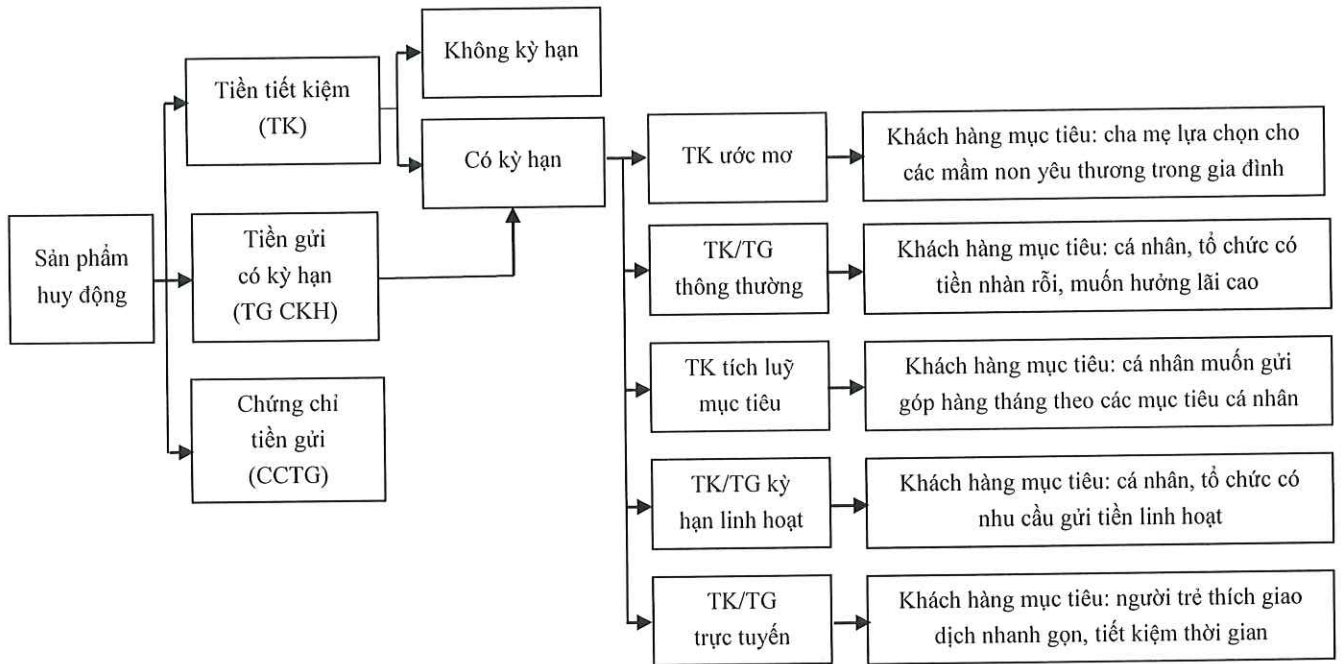 Sản phẩm
huy động
Tiền tiết kiệm
(TK)
Tiền gửi
có kỳ hạn
(TG CKH)
Chứng chỉ
tiền gửi
(CCTG)
Không kỳ hạn
Có kỳ hạn
TK ước mơ
Khách hàng mục tiêu: cha mẹ lựa chọn cho
các mầm non yêu thương trong gia đình
TK/TG
thông thường
Khách hàng mục tiêu: cá nhân, tổ chức có
tiền nhàn rỗi, muốn hưởng lãi cao
TK tích luỹ
mục tiêu
Khách hàng mục tiêu: cá nhân muốn gửi
góp hàng tháng theo các mục tiêu cá nhân
TK/TG kỳ
hạn linh hoạt
Khách hàng mục tiêu: cá nhân, tổ chức có
nhu cầu gửi tiền linh hoạt
TK/TG
trực tuyến
Khách hàng mục tiêu: người trẻ thích giao
dịch nhanh gọn, tiết kiệm thời gian